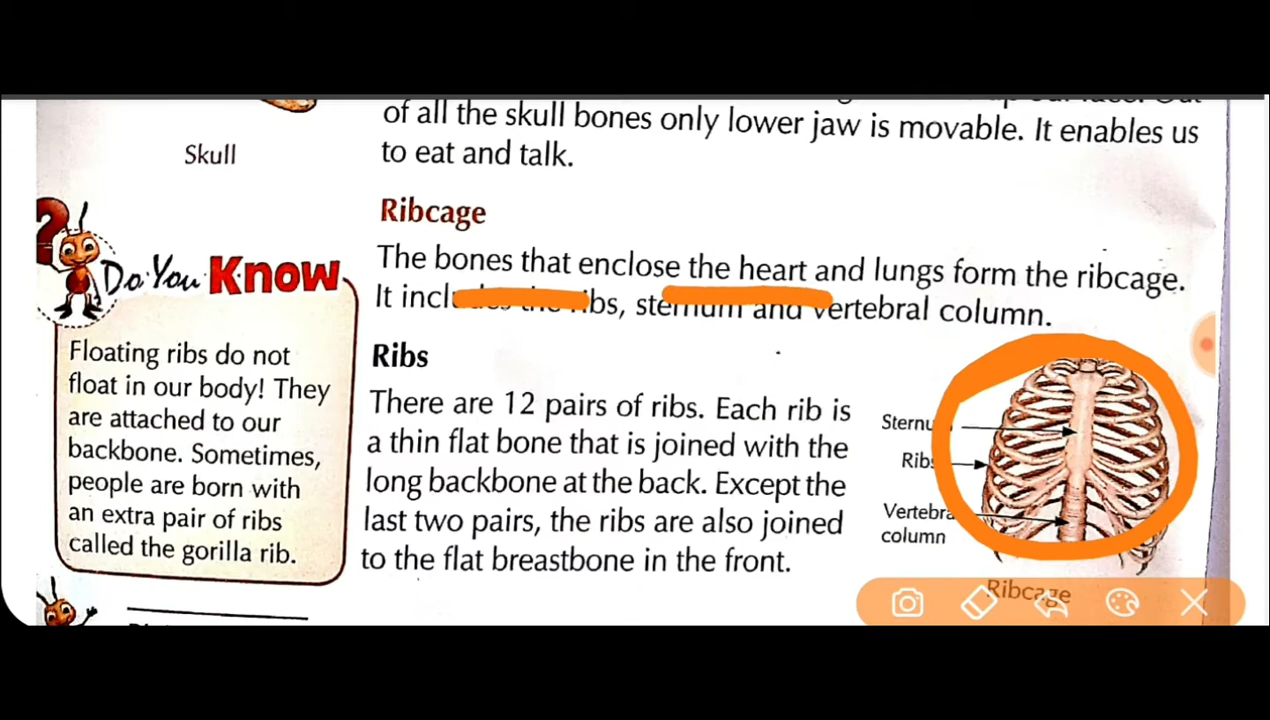 of all the skull bones only lower jaw is movable. It enables us
to eat and talk.
Skull
Ribcage
The bones that enclose the heart and lungs form the ribcage.
It includes the ribs, sternum and vertebral column.
Do You Know
Floating ribs do not
float in our body! They
are attached to our
backbone. Sometimes,
people are born with
an extra pair of ribs
called the gorilla rib.
Ribs
There are 12 pairs of ribs. Each rib is
a thin flat bone that is joined with the
long backbone at the back. Except the
last two pairs, the ribs are also joined
to the flat breastbone in the front.
Sternu
Ribs
Vertebra
column
Ribcage